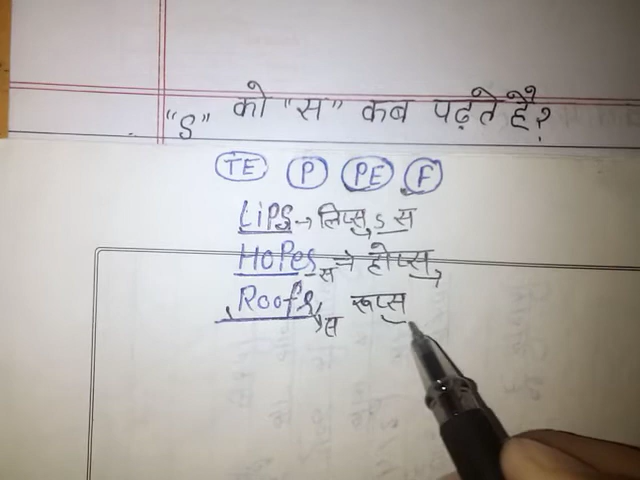 "S" को "स" कब पढ़ते हैं?
TE P PE F
LiPS → लिप्स, S स
HoPes स → होप्स,
Roofs, स रूप्स